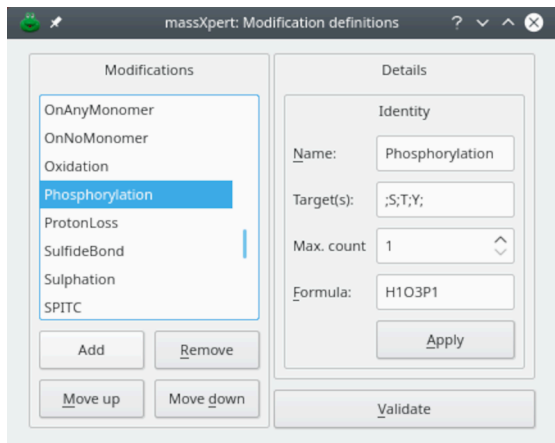 massXpert: Modification definitions
Modifications
OnAnyMonomer
OnNoMonomer
Oxidation
Phosphorylation
ProtonLoss
SulfideBond
Sulphation
SPITC
Add
Remove
Move up
Move down
Details
Identity
Name: Phosphorylation
Target(s): ;S;T;Y;
Max. count 1
Formula: H1O3P1
Apply
Validate